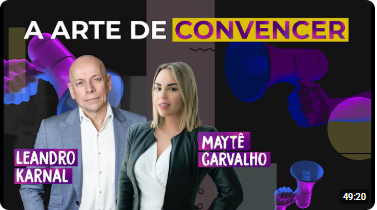 A ARTE DE CONVENCER
LEANDRO
KARNAL
MAYTÊ
CARVALHO
49:20